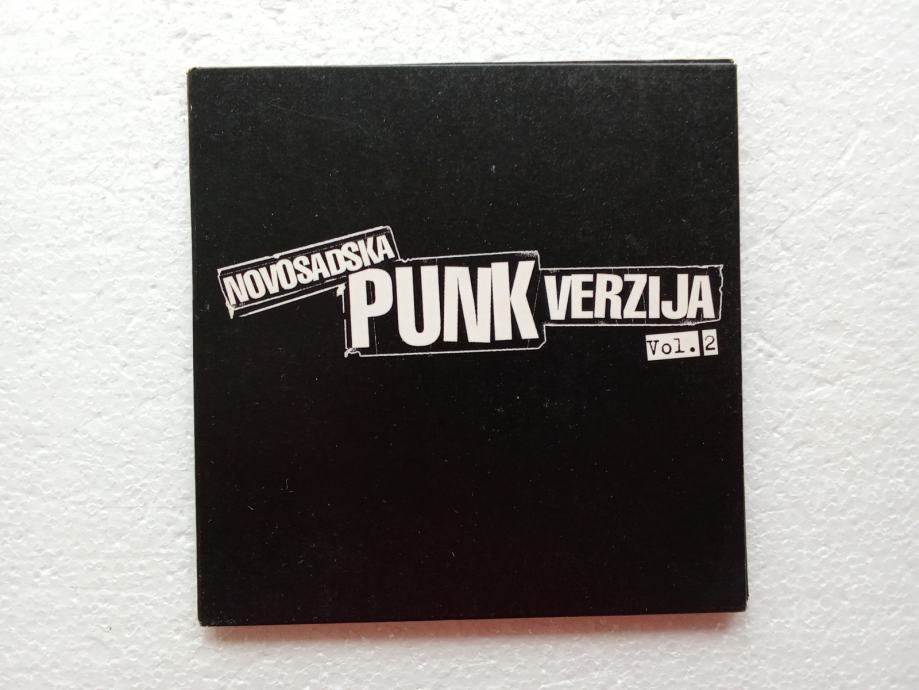 NOVOSADSKA
PUNK VERZIJA
Vol. 2